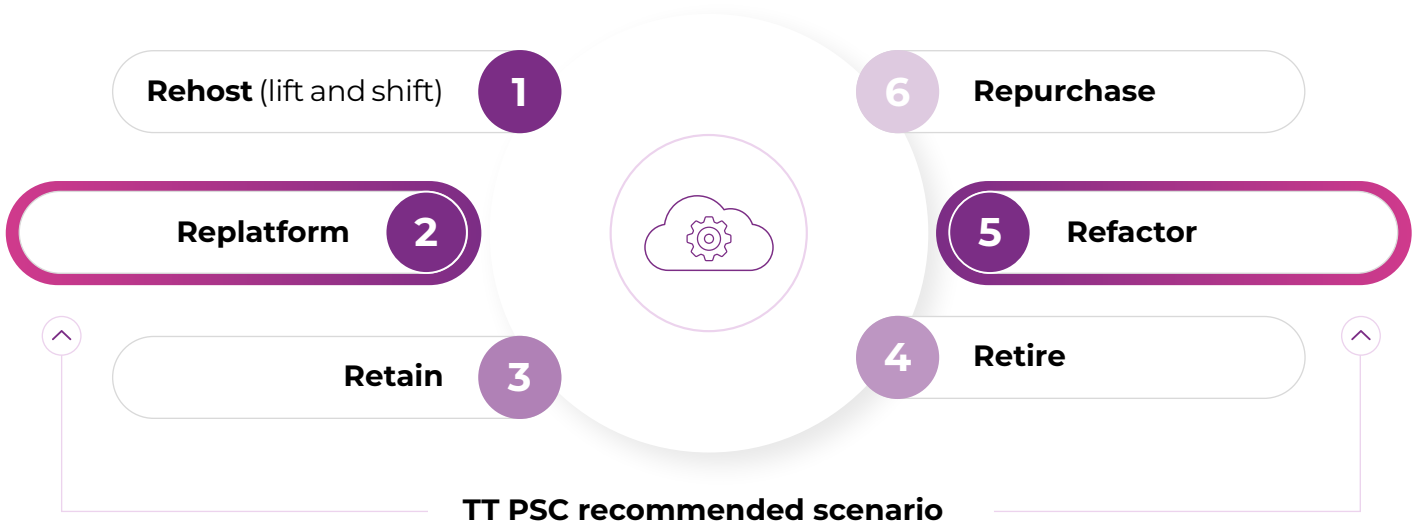 Rehost (lift and shift) 1
Replatform 2
Retain 3
4 Retire
5 Refactor
6 Repurchase
TT PSC recommended scenario